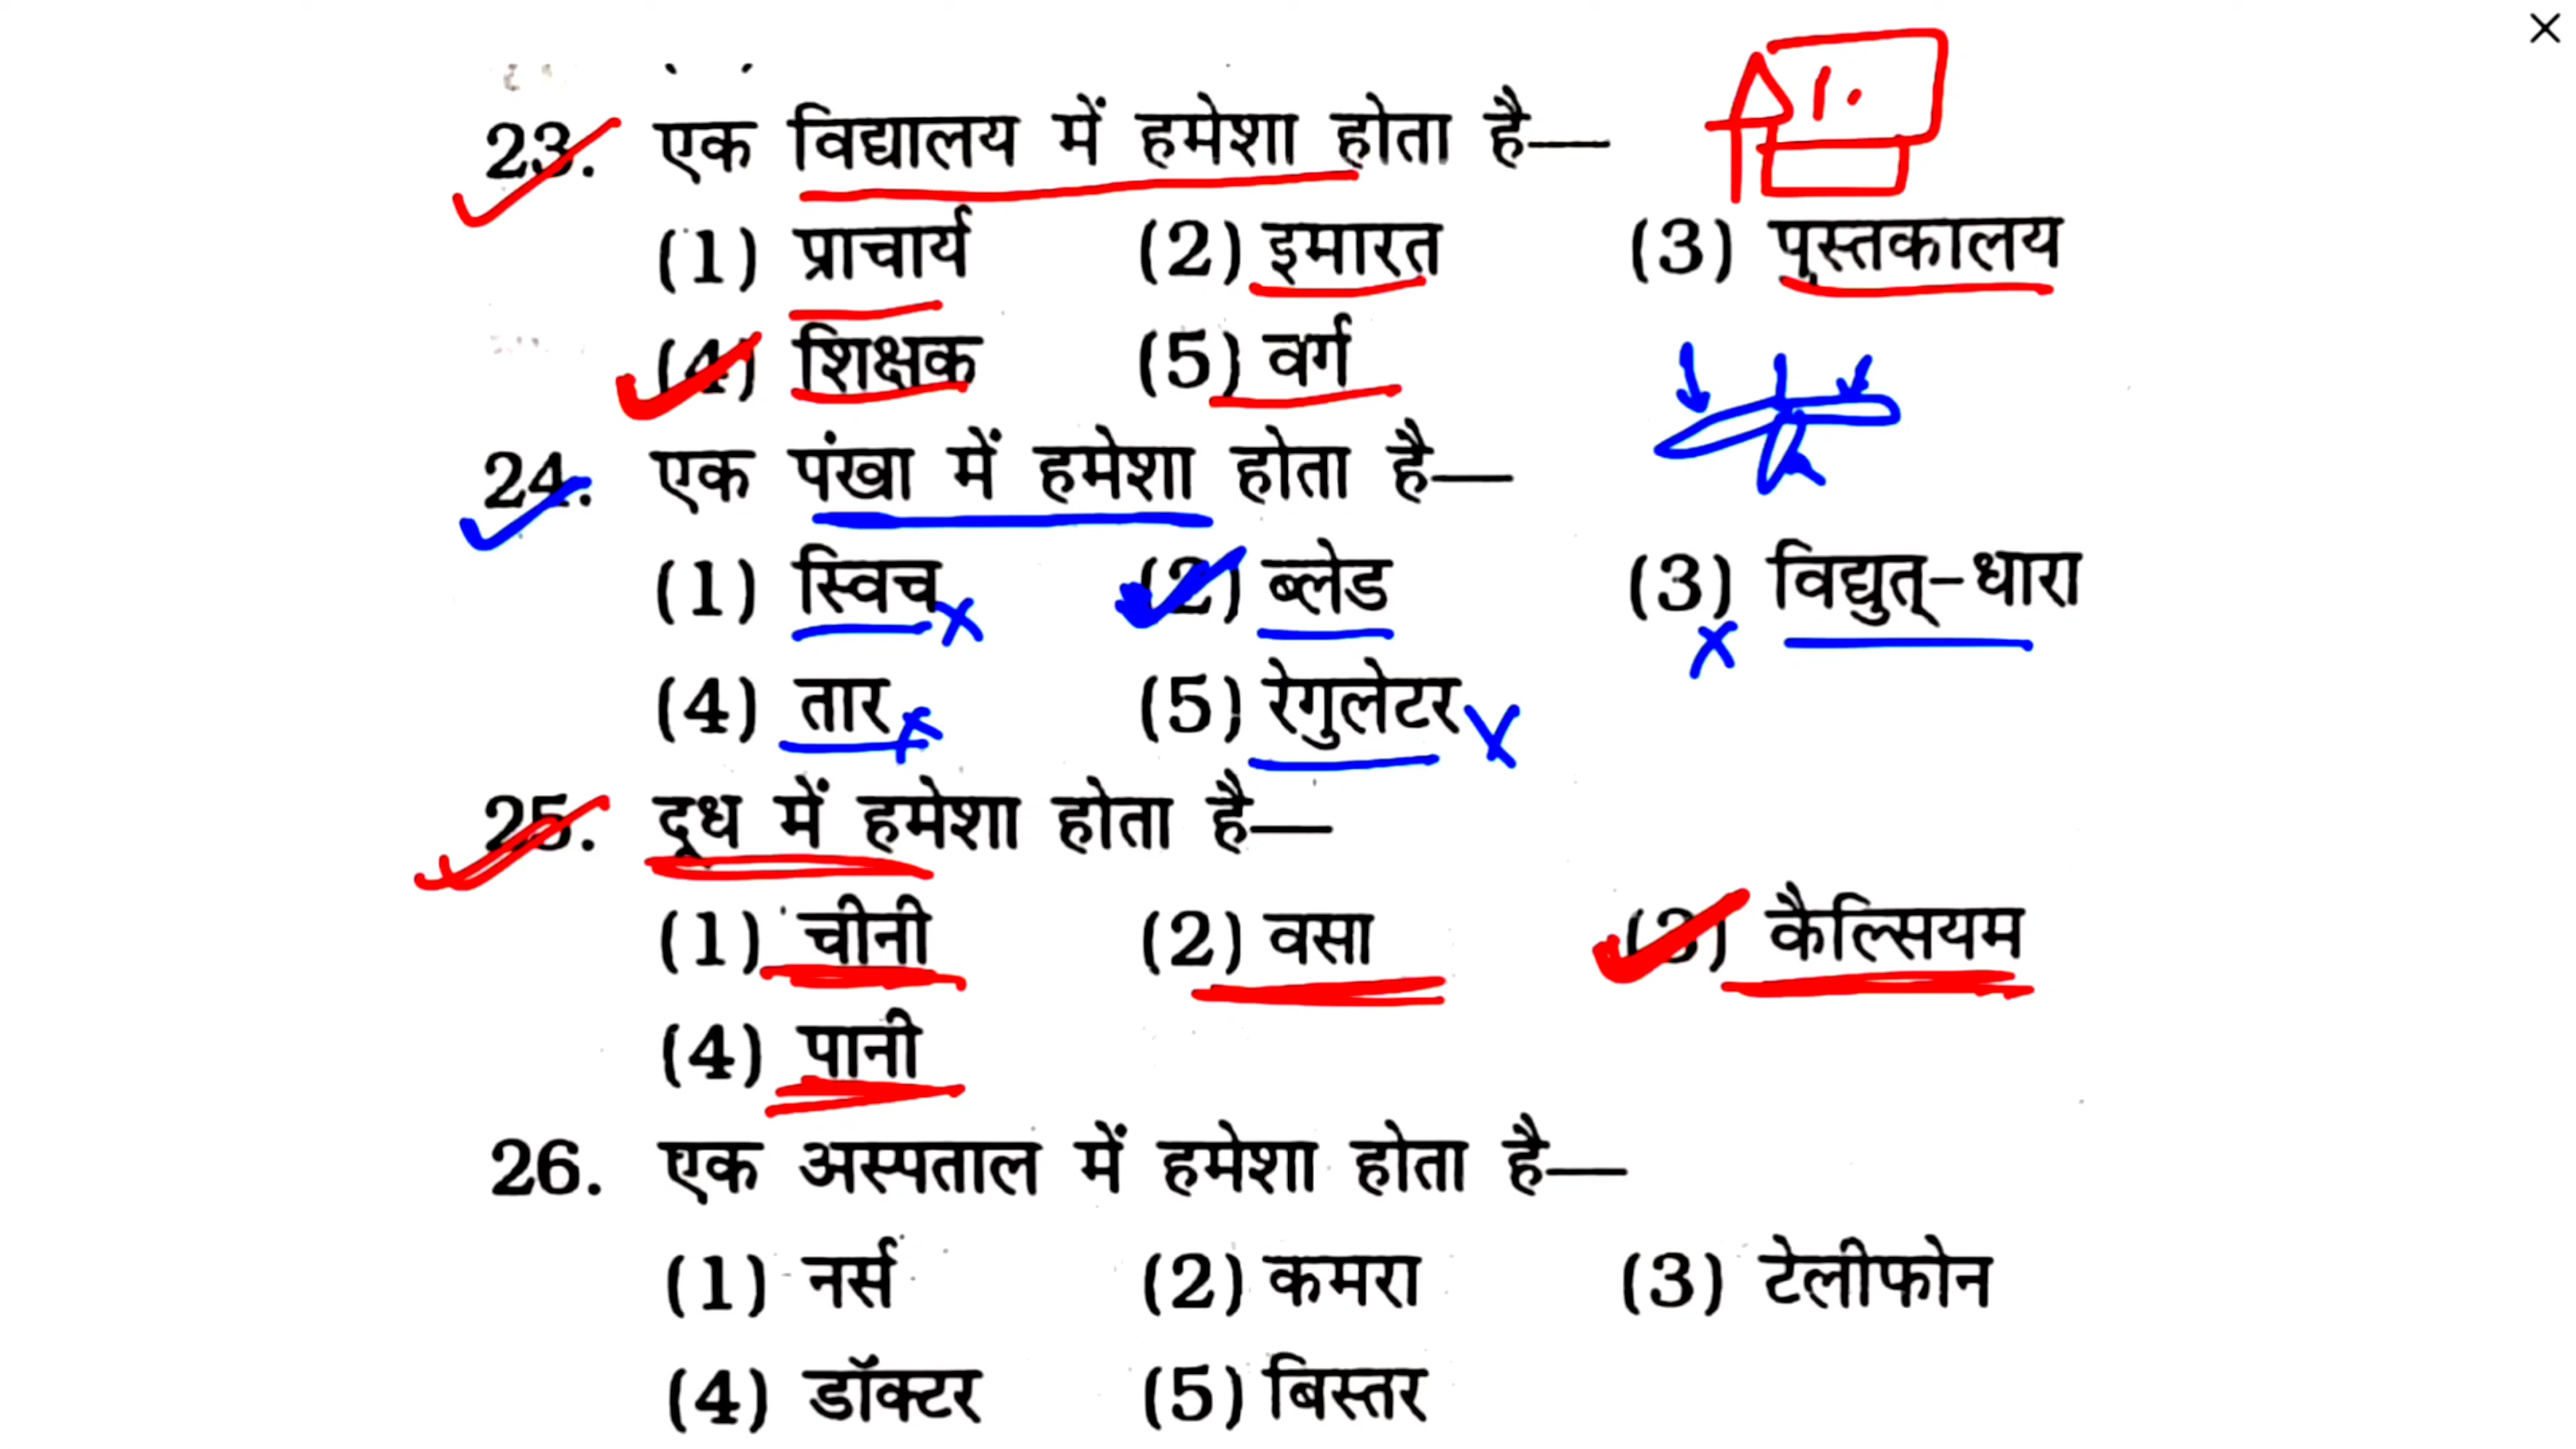 23. एक विद्यालय में हमेशा होता है—
(1) प्राचार्य (2) इमारत (3) पुस्तकालय
(4) शिक्षक (5) वर्ग
24. एक पंखा में हमेशा होता है—
(1) स्विच (2) ब्लेड (3) विद्युत्-धारा
(4) तार (5) रेगुलेटर
25. दूध में हमेशा होता है—
(1) चीनी (2) वसा (3) कैल्सियम
(4) पानी
26. एक अस्पताल में हमेशा होता है—
(1) नर्स (2) कमरा (3) टेलीफोन
(4) डॉक्टर (5) बिस्तर